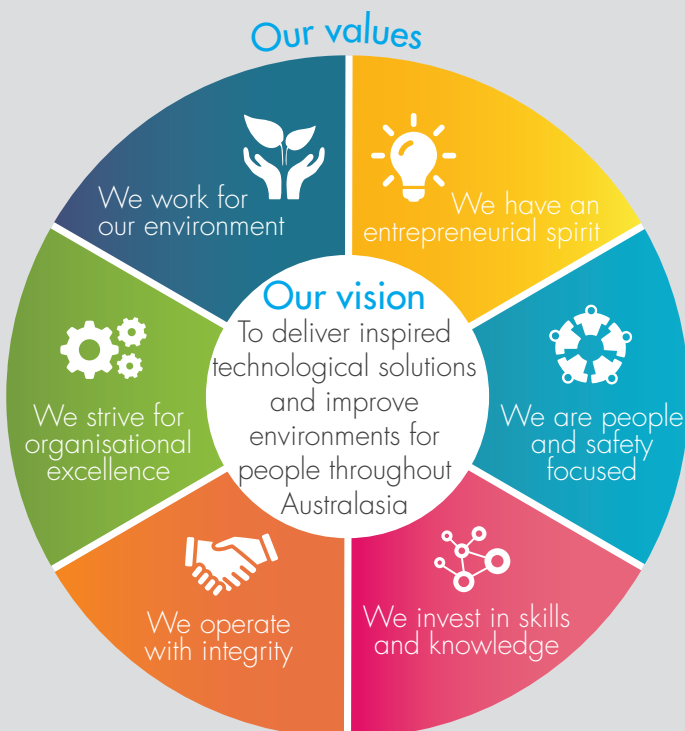 Our values
We work for
our environment
We have an
entrepreneurial spirit
Our vision
To deliver inspired
technological solutions
and improve
environments for
people throughout
Australasia
We strive for
organisational
excellence
We are people
and safety
focused
We operate
with integrity
We invest in skills
and knowledge